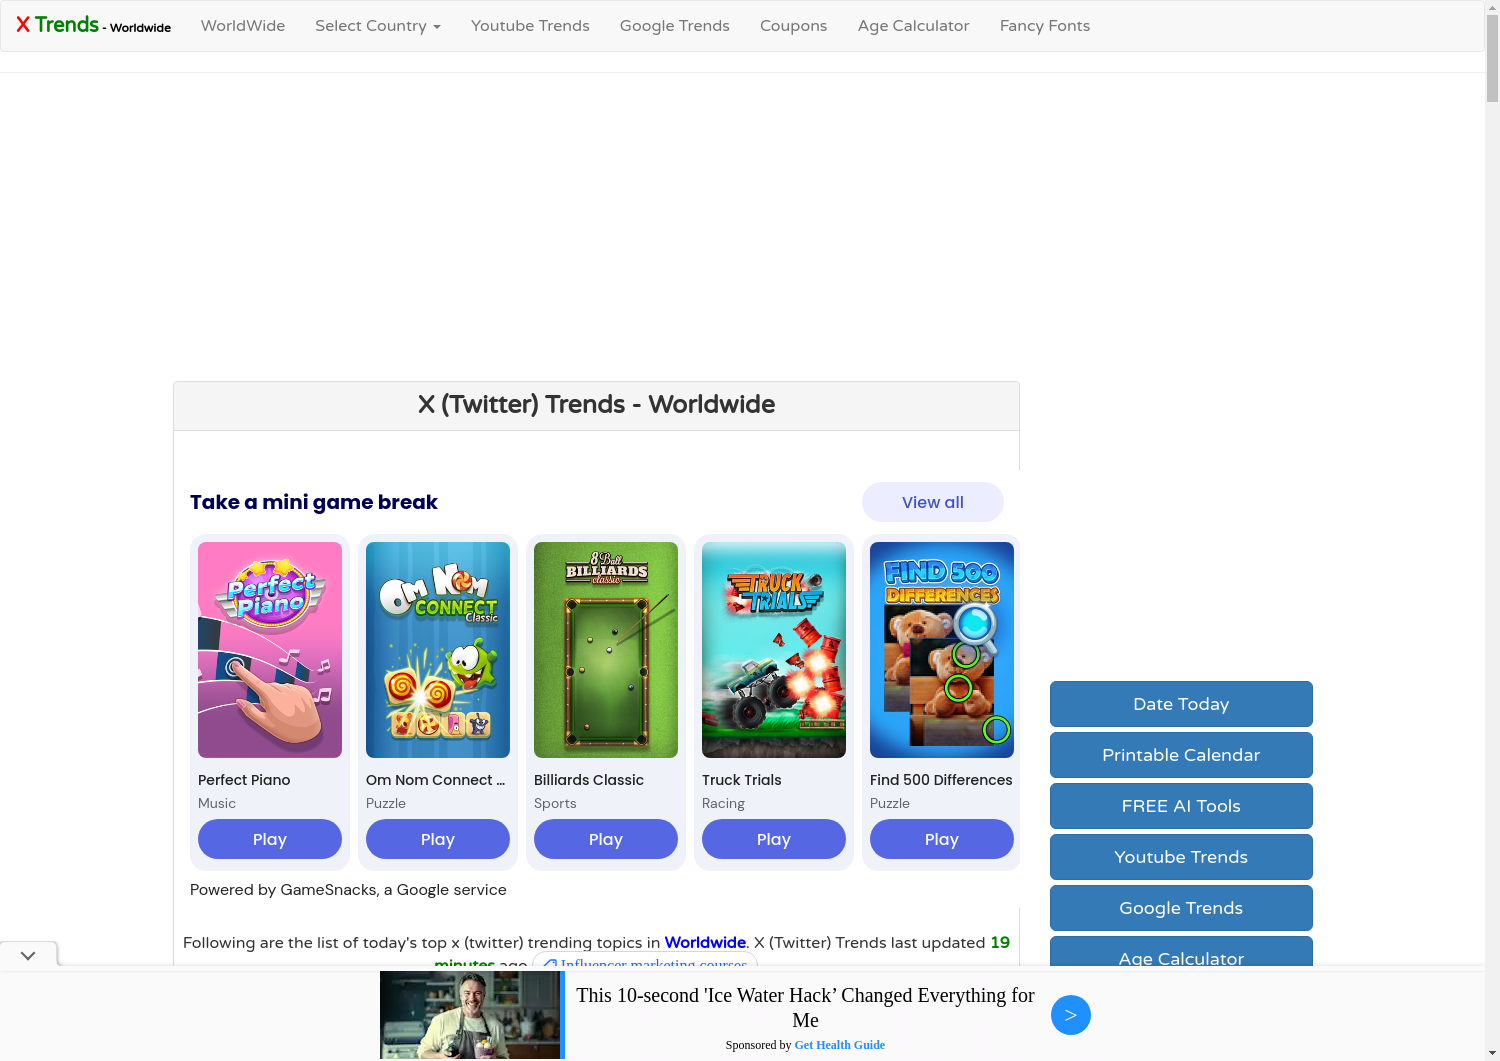 X Trends - Worldwide
WorldWide
Select Country
Youtube Trends
Google Trends
Coupons
Age Calculator
Fancy Fonts
X (Twitter) Trends - Worldwide
Take a mini game break
View all
Perfect
Piano
OM NOM
CONNECT
Classic
8 Ball
BILLIARDS
classic
TRUCK
TRIALS
FIND 500
DIFFERENCES
Perfect Piano
Music
Play
Om Nom Connect ...
Puzzle
Play
Billiards Classic
Sports
Play
Truck Trials
Racing
Play
Find 500 Differences
Puzzle
Play
Powered by GameSnacks, a Google service
Following are the list of today's top x (twitter) trending topics in Worldwide. X (Twitter) Trends last updated 19
minutes ago Influencer marketing courses
Date Today
Printable Calendar
FREE AI Tools
Youtube Trends
Google Trends
Age Calculator
This 10-second 'Ice Water Hack’ Changed Everything for
Me
Sponsored by Get Health Guide
>